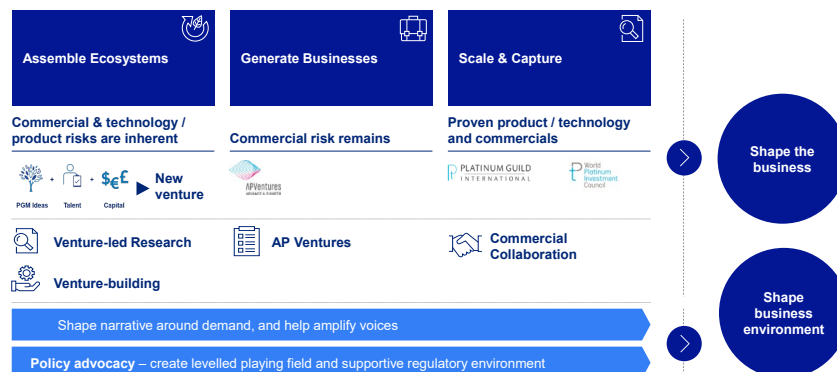 Assemble Ecosystems
Generate Businesses
Scale & Capture
Commercial & technology /
product risks are inherent
Commercial risk remains
Proven product / technology
and commercials
PGM Ideas
+
Talent
+
$€£
Capital
New
venture
APVentures
PLATINUM GUILD
INTERNATIONAL
World
Platinum
Investment
Council
Venture-led Research
AP Ventures
Commercial
Collaboration
Venture-building
Shape the
business
Shape
business
environment
Shape narrative around demand, and help amplify voices
Policy advocacy – create levelled playing field and supportive regulatory environment